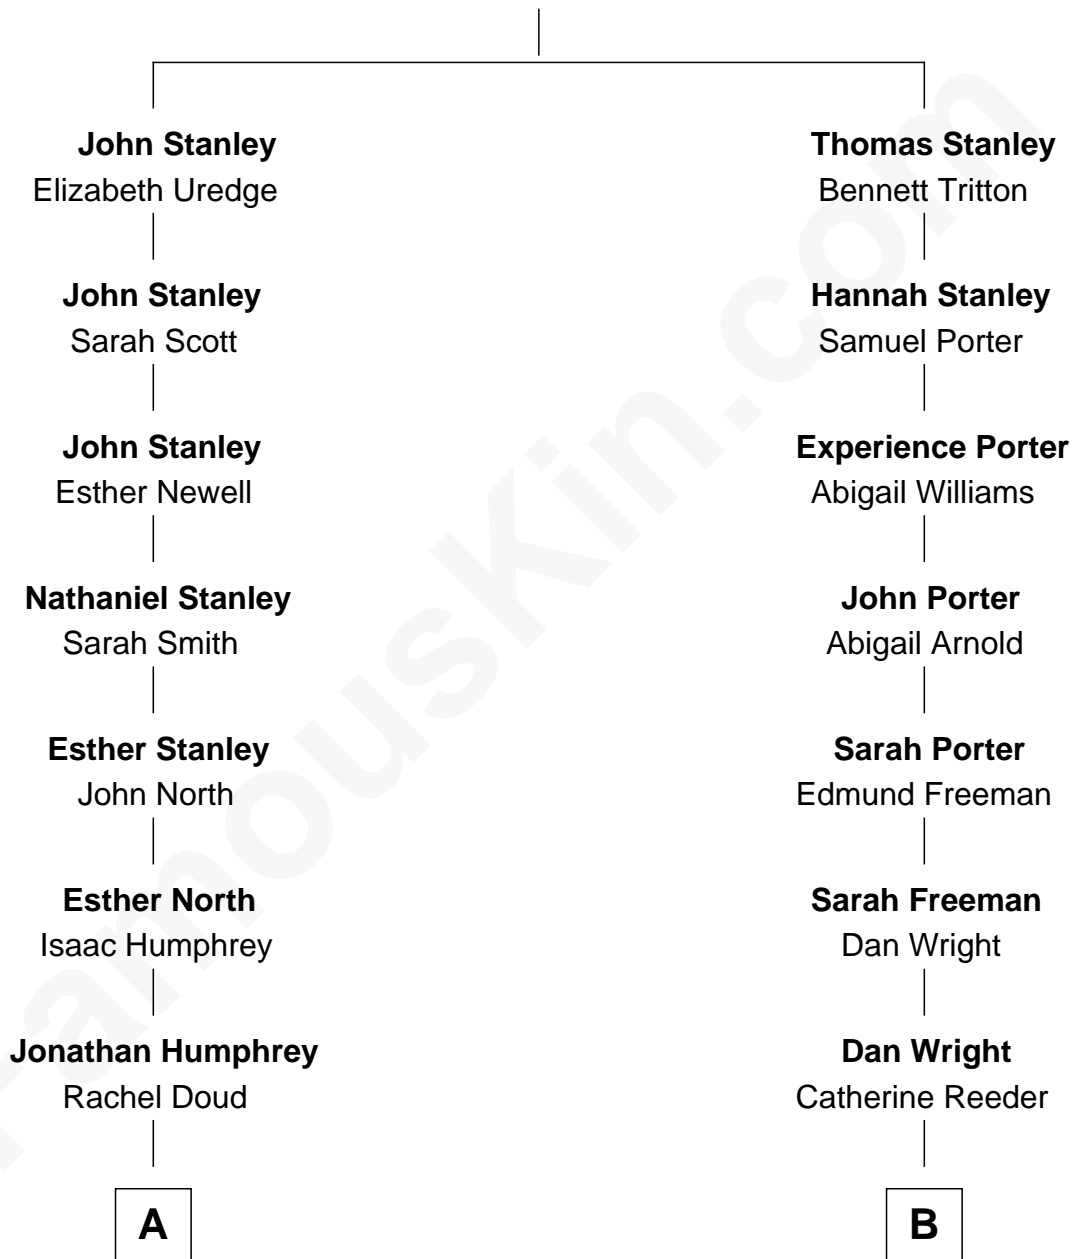 John Stanley
Elizabeth Uredge
John Stanley
Sarah Scott
John Stanley
Esther Newell
Nathaniel Stanley
Sarah Smith
Esther Stanley
John North
Esther North
Isaac Humphrey
Jonathan Humphrey
Rachel Doud
A
Thomas Stanley
Bennett Tritton
Hannah Stanley
Samuel Porter
Experience Porter
Abigail Williams
John Porter
Abigail Arnold
Sarah Porter
Edmund Freeman
Sarah Freeman
Dan Wright
Dan Wright
Catherine Reeder
B
FamousKin.com